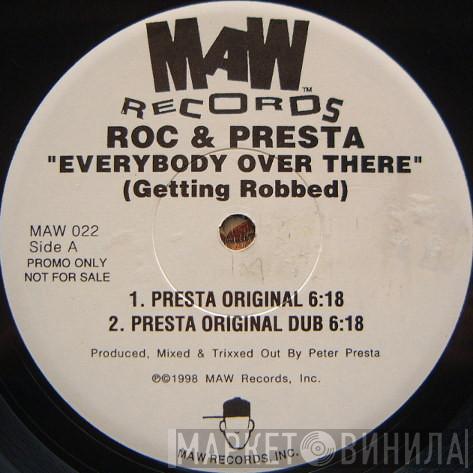 MAW™
RECORDS
ROC & PRESTA
"EVERYBODY OVER THERE"
(Getting Robbed)
MAW 022
Side A
PROMO ONLY
NOT FOR SALE
1. PRESTA ORIGINAL 6:18
2. PRESTA ORIGINAL DUB 6:18
Produced, Mixed & Trixxed Out By Peter Presta
℗©1998 MAW Records, Inc.
MAW RECORDS, INC.
МАРКЕТ ВИНИЛА